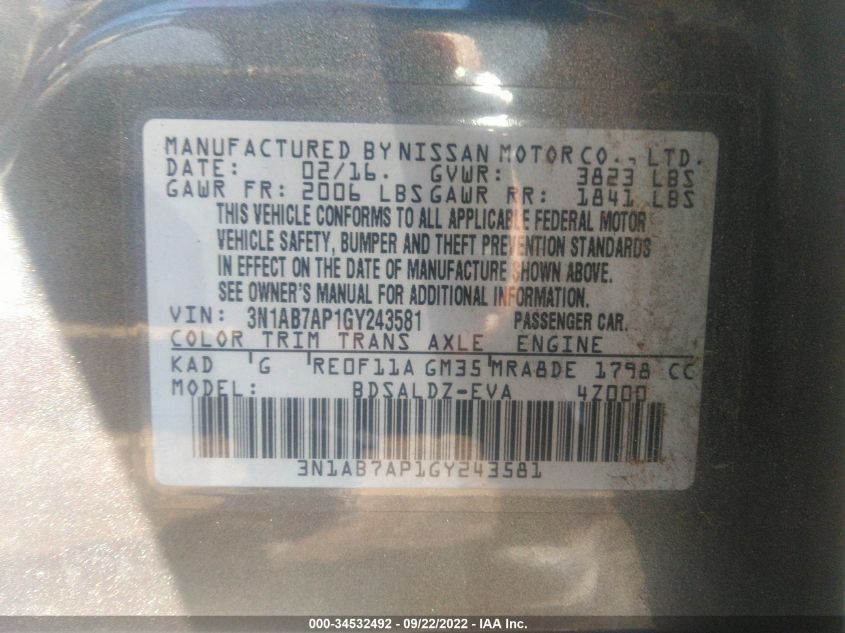 MANUFACTURED BY NISSAN MOTOR CO., LTD.
DATE: 02/16. GVWR: 3823 LBS
GAWR FR: 2006 LBS GAWR RR: 1841 LBS
THIS VEHICLE CONFORMS TO ALL APPLICABLE FEDERAL MOTOR
VEHICLE SAFETY, BUMPER AND THEFT PREVENTION STANDARDS
IN EFFECT ON THE DATE OF MANUFACTURE SHOWN ABOVE.
SEE OWNER'S MANUAL FOR ADDITIONAL INFORMATION.
VIN: 3N1AB7AP1GY243581 PASSENGER CAR.
COLOR TRIM TRANS AXLE ENGINE
KAD G RE0F11A GM35 MRA8DE 1798 CC
MODEL: BDSALDZ-EVA 4Z000
3N1AB7AP1GY243581
000-34532492 - 09/22/2022 - IAA Inc.